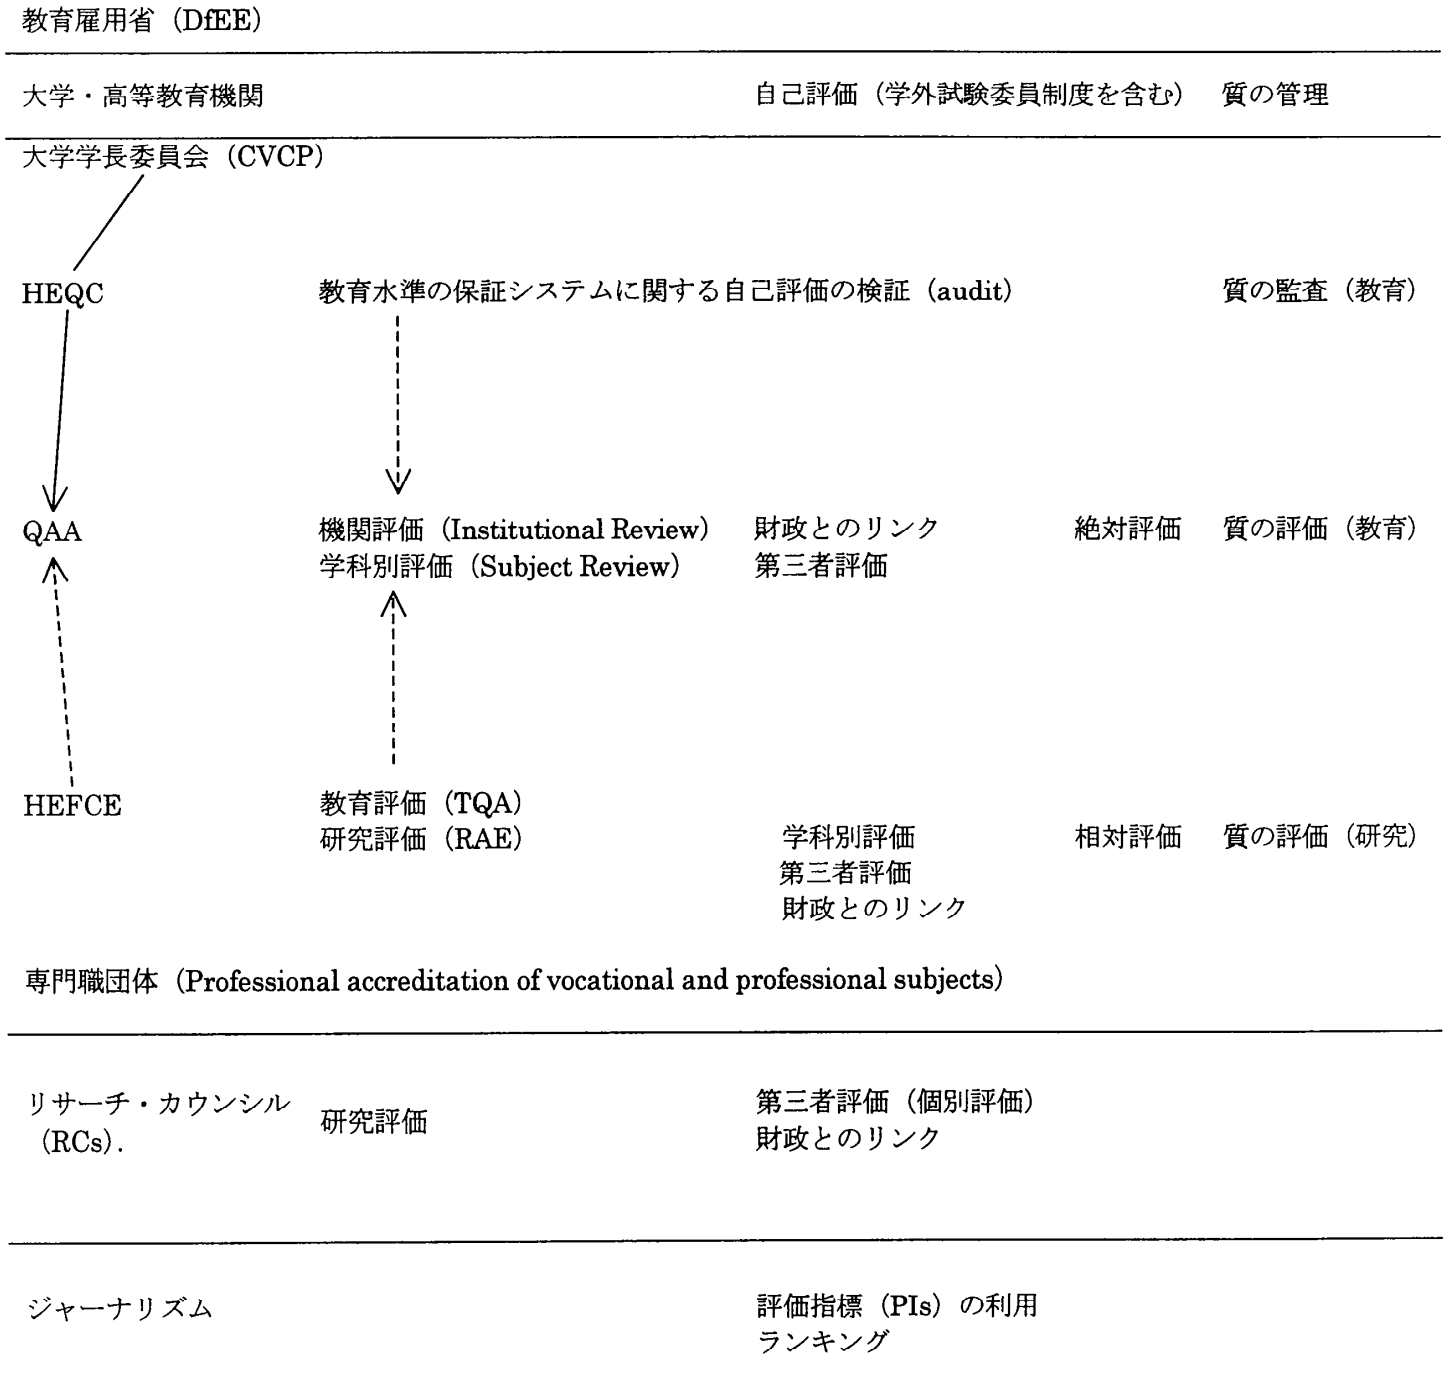 教育雇用省（DfEE）
大学・高等教育機関 自己評価（学外試験委員制度を含む） 質の管理
大学学長委員会（CVCP）
HEQC 教育水準の保証システムに関する自己評価の検証（audit） 質の監査（教育）
QAA 機関評価（Institutional Review） 財政とのリンク 絶対評価 質の評価（教育）
学科別評価（Subject Review） 第三者評価
HEFCE 教育評価（TQA）
研究評価（RAE） 学科別評価 相対評価 質の評価（研究）
第三者評価
財政とのリンク
専門職団体（Professional accreditation of vocational and professional subjects）
リサーチ・カウンシル 研究評価 第三者評価（個別評価）
（RCs）. 財政とのリンク
ジャーナリズム 評価指標（PIs）の利用
ランキング